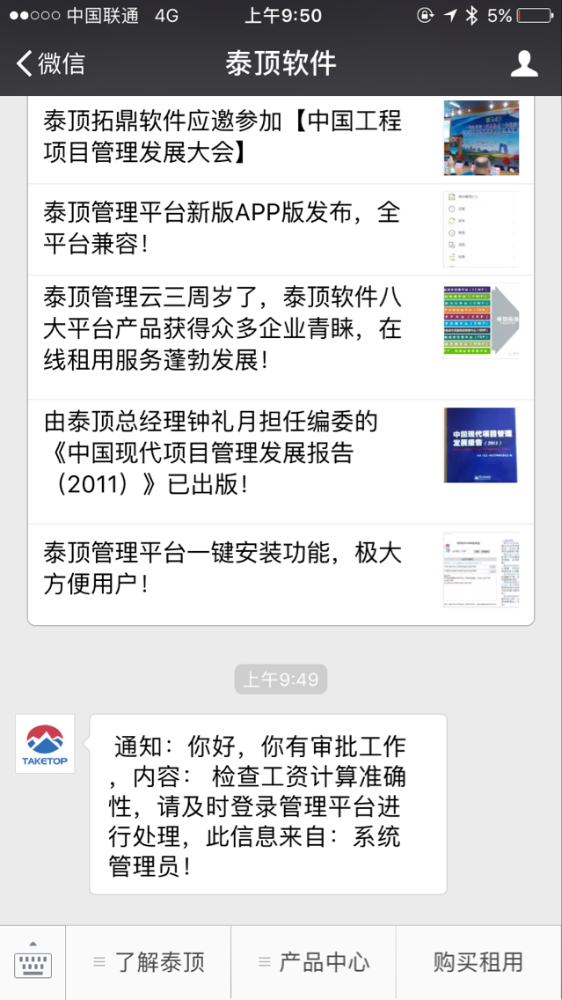 中国联通 4G 上午9:50 5%
微信 泰顶软件
泰顶拓鼎软件应邀参加【中国工程
项目管理发展大会】
泰顶管理平台新版APP版发布，全
平台兼容！
泰顶管理云三周岁了，泰顶软件八
大平台产品获得众多企业青睐，在
线租用服务蓬勃发展！
由泰顶总经理钟礼月担任编委的
《中国现代项目管理发展报告
（2011）》已出版！
中国现代项目管理
发展报告（2011）
泰顶管理平台一键安装功能，极大
方便用户！
上午9:49
TAKETOP
通知：你好，你有审批工作
，内容： 检查工资计算准确
性，请及时登录管理平台进
行处理，此信息来自：系统
管理员！
了解泰顶 产品中心 购买租用